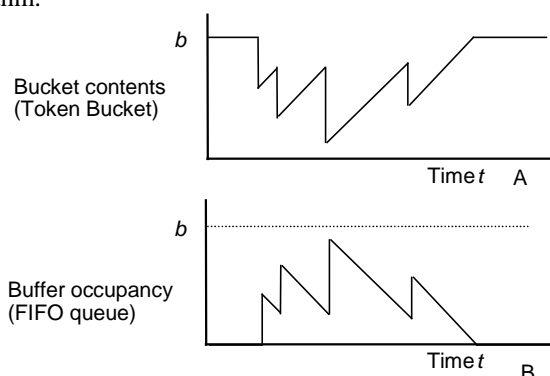 b
Bucket contents
(Token Bucket)
Time t A
b
Buffer occupancy
(FIFO queue)
Time t
B